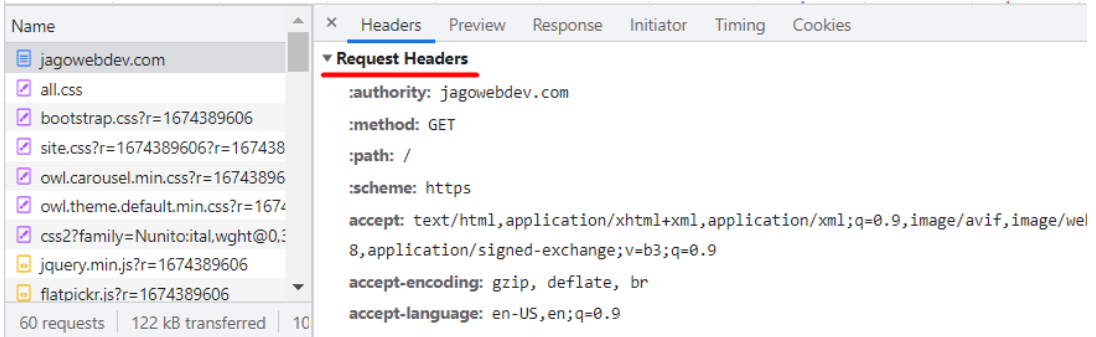 Name
jagowebdev.com
all.css
bootstrap.css?r=1674389606
site.css?r=1674389606?r=167438
owl.carousel.min.css?r=16743896
owl.theme.default.min.css?r=1674
css2?family=Nunito:ital,wght@0,3
jquery.min.js?r=1674389606
flatpickr.js?r=1674389606
60 requests 122 kB transferred 10
× Headers Preview Response Initiator Timing Cookies
▼ Request Headers
:authority: jagowebdev.com
:method: GET
:path: /
:scheme: https
accept: text/html,application/xhtml+xml,application/xml;q=0.9,image/avif,image/web
8,application/signed-exchange;v=b3;q=0.9
accept-encoding: gzip, deflate, br
accept-language: en-US,en;q=0.9